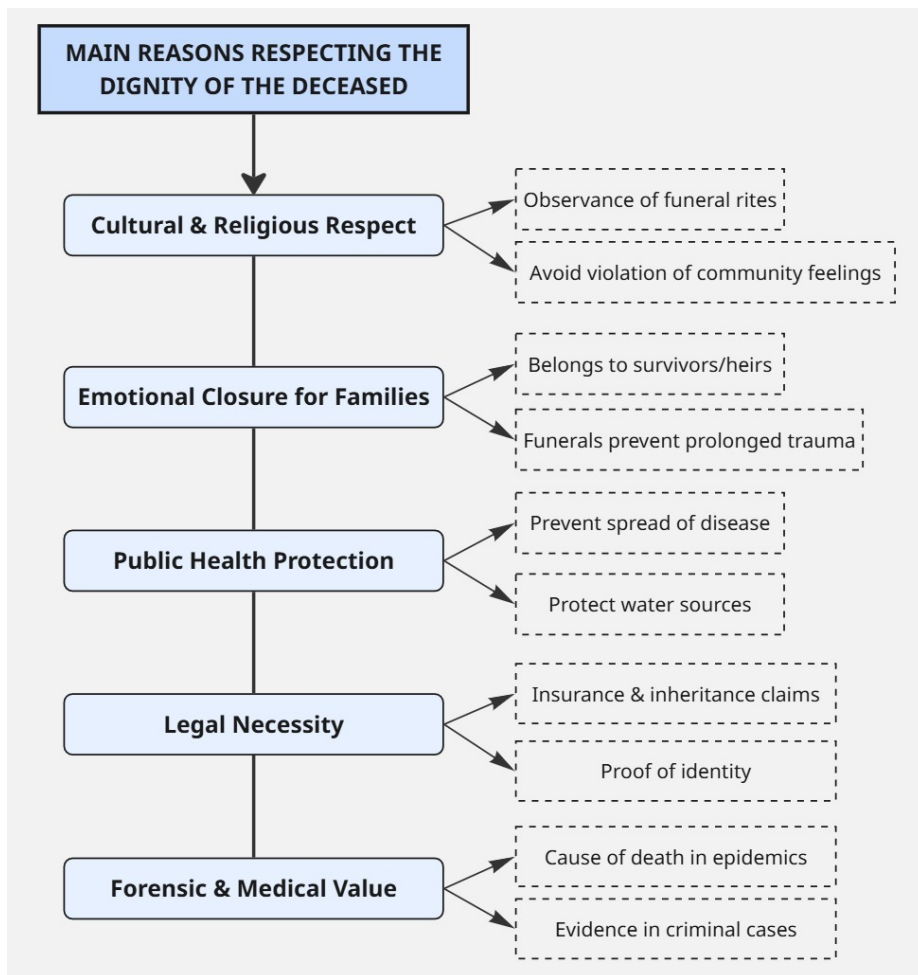 MAIN REASONS RESPECTING THE
DIGNITY OF THE DECEASED
Cultural & Religious Respect
Observance of funeral rites
Avoid violation of community feelings
Emotional Closure for Families
Belongs to survivors/heirs
Funerals prevent prolonged trauma
Public Health Protection
Prevent spread of disease
Protect water sources
Legal Necessity
Insurance & inheritance claims
Proof of identity
Forensic & Medical Value
Cause of death in epidemics
Evidence in criminal cases